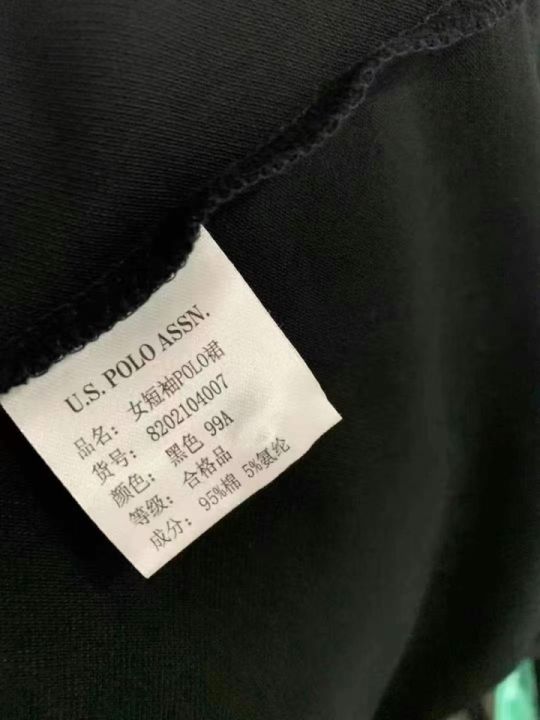 U.S. POLO ASSN.
品名: 女短袖POLO裙
货号: 8202104007
颜色: 黑色 99A
等级: 合格品
成分: 95%棉 5%氨纶